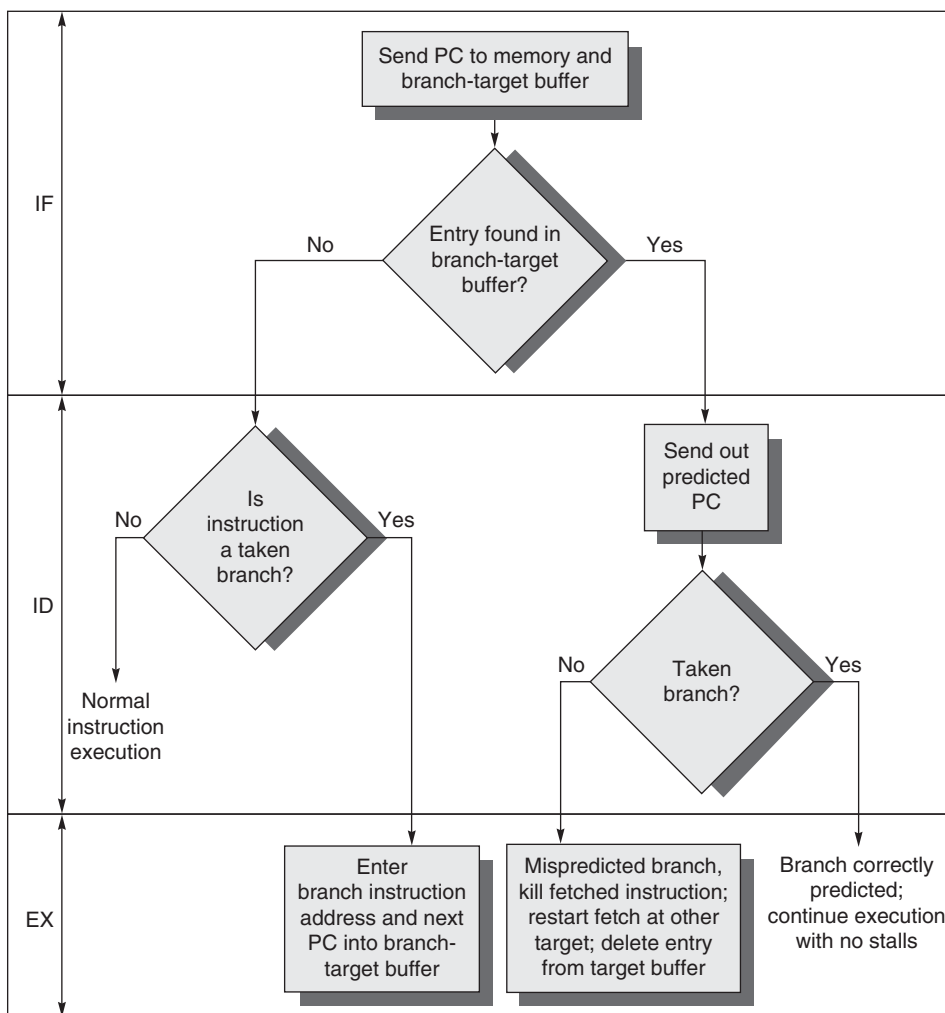 IF
Send PC to memory and
branch-target buffer
Entry found in
branch-target
buffer?
No
Yes
ID
Is
instruction
a taken
branch?
No
Yes
Normal
instruction
execution
Send out
predicted
PC
Taken
branch?
No
Yes
EX
Enter
branch instruction
address and next
PC into branch-
target buffer
Mispredicted branch,
kill fetched instruction;
restart fetch at other
target; delete entry
from target buffer
Branch correctly
predicted;
continue execution
with no stalls